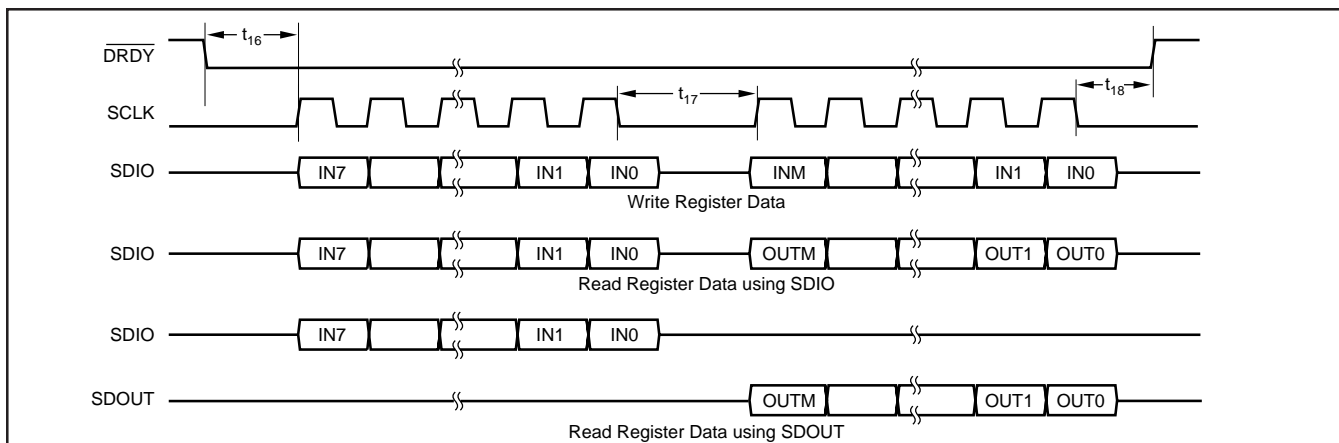 DRDY
t16
SCLK
t17
t18
SDIO IN7 IN1 IN0 INM IN1 IN0
Write Register Data
SDIO IN7 IN1 IN0 OUTM OUT1 OUT0
Read Register Data using SDIO
SDIO IN7 IN1 IN0
SDOUT OUTM OUT1 OUT0
Read Register Data using SDOUT